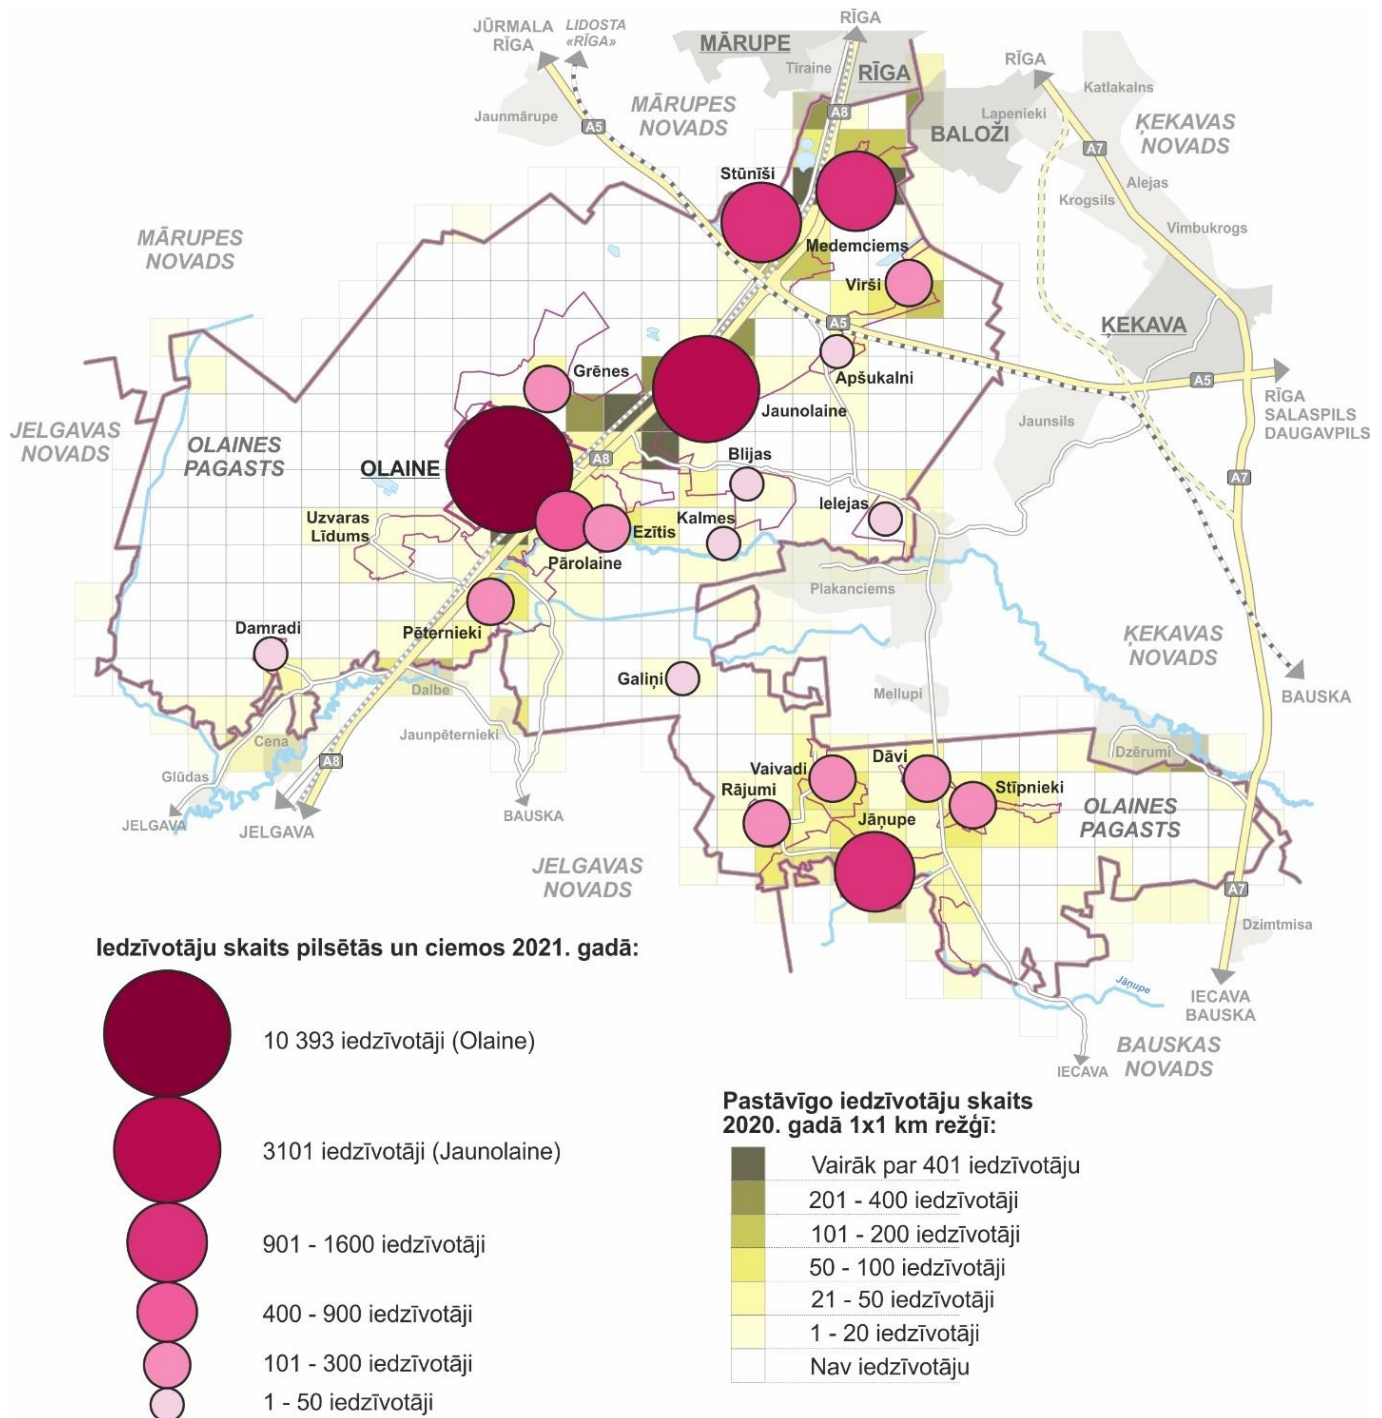 JŪRMALA
RĪGA
LIDOSTA
«RĪGA»
RĪGA
MĀRUPE
Tīraine
RĪGA
RĪGA
Katlakalns
Jaunmārupe
A5
MĀRUPES
NOVADS
A8
Lapenieki
BALOŽI
ĶEKAVAS
NOVADS
A7
Stūnīši
Alejas
Krogsils
Vimbukrogs
MĀRUPES
NOVADS
Medemciems
Virši
A5
ĶEKAVA
Grēnes
Apšukalni
A5
Jaunolaine
RĪGA
SALASPILS
DAUGAVPILS
Jaunsils
JELGAVAS
NOVADS
OLAINES
PAGASTS
OLAINE
A8
Blijas
A7
Ielejas
Uzvaras
Līdums
Kalmes
Ezītis
Pārolaine
Plakanciems
Pēternieki
Damradi
ĶEKAVAS
NOVADS
Galiņi
Dalbe
Mellupi
BAUSKA
Jaunpēternieki
Cena
Glūdas
A8
Dzērumi
Vaivadi
Dāvi
Rājumi
Stīpnieki
OLAINES
PAGASTS
Jāņupe
JELGAVA
JELGAVA
BAUSKA
JELGAVAS
NOVADS
A7
Dzimtmisa
Jāņupe
IECAVA
BAUSKA
BAUSKAS
NOVADS
IECAVA
Iedzīvotāju skaits pilsētās un ciemos 2021. gadā:
10 393 iedzīvotāji (Olaine)
3101 iedzīvotāji (Jaunolaine)
901 - 1600 iedzīvotāji
400 - 900 iedzīvotāji
101 - 300 iedzīvotāji
1 - 50 iedzīvotāji
Pastāvīgo iedzīvotāju skaits
2020. gadā 1x1 km režģī:
Vairāk par 401 iedzīvotāju
201 - 400 iedzīvotāji
101 - 200 iedzīvotāji
50 - 100 iedzīvotāji
21 - 50 iedzīvotāji
1 - 20 iedzīvotāji
Nav iedzīvotāju